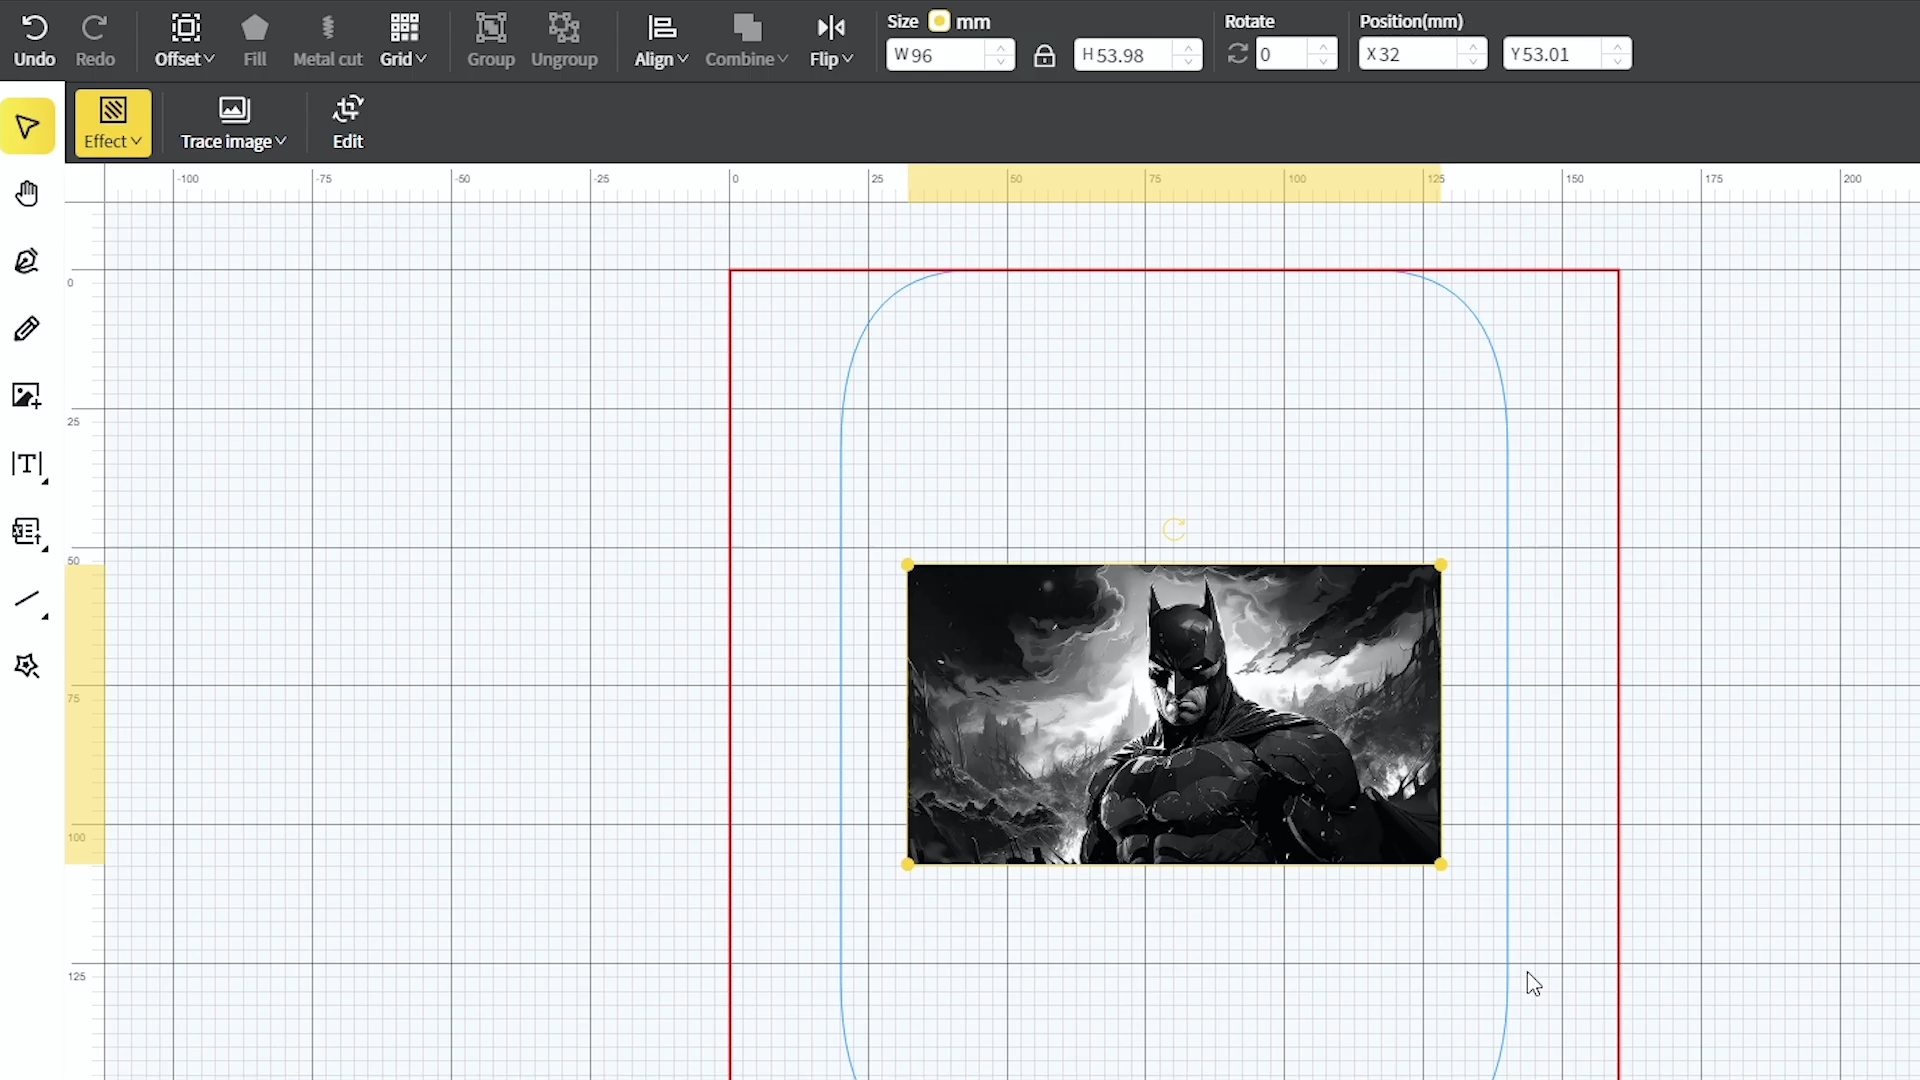 Undo Redo Offset Fill Metal cut Grid Group Ungroup Align Combine Flip
Size mm
W 96 H 53.98
Rotate
0
Position(mm)
X 32 Y 53.01
Effect Trace image Edit
-100 -75 -50 -25 0 25 50 75 100 125 150 175 200
0
25
50
75
100
125